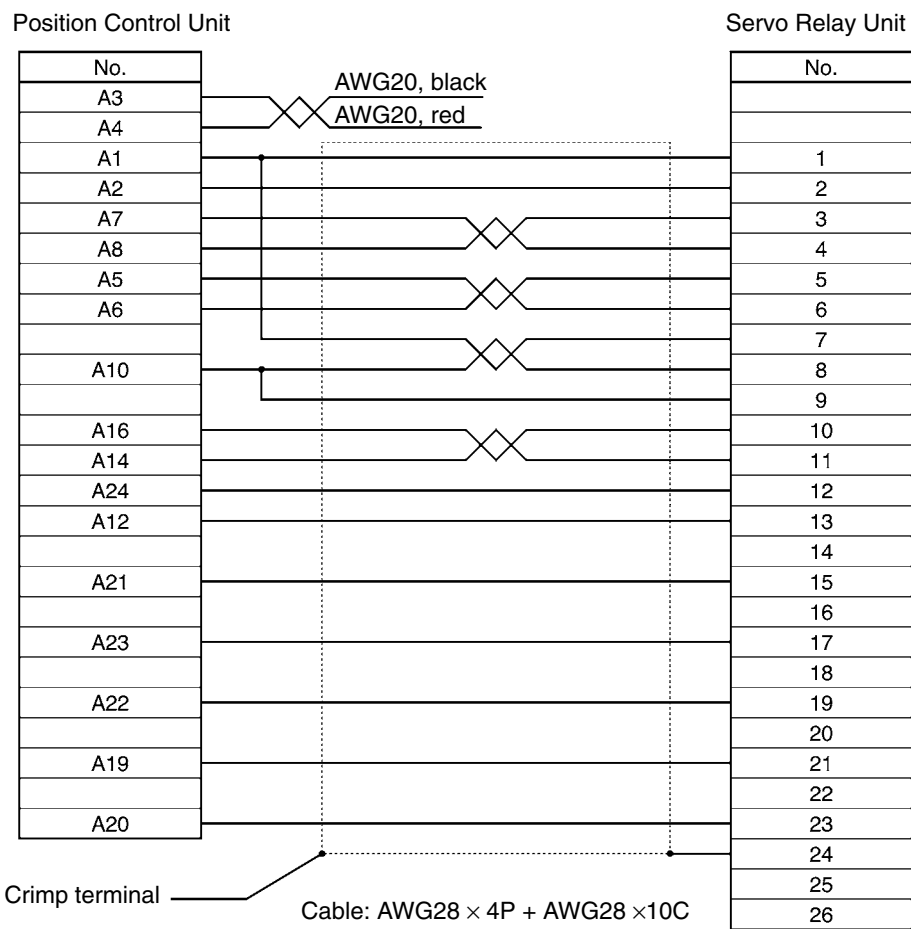 Position Control Unit Servo Relay Unit
No. No.
A3 AWG20, black
A4 AWG20, red
A1 1
A2 2
A7 3
A8 4
A5 5
A6 6
7
A10 8
9
A16 10
A14 11
A24 12
A12 13
14
A21 15
16
A23 17
18
A22 19
20
A19 21
22
A20 23
24
Crimp terminal 25
Cable: AWG28 × 4P + AWG28 ×10C 26